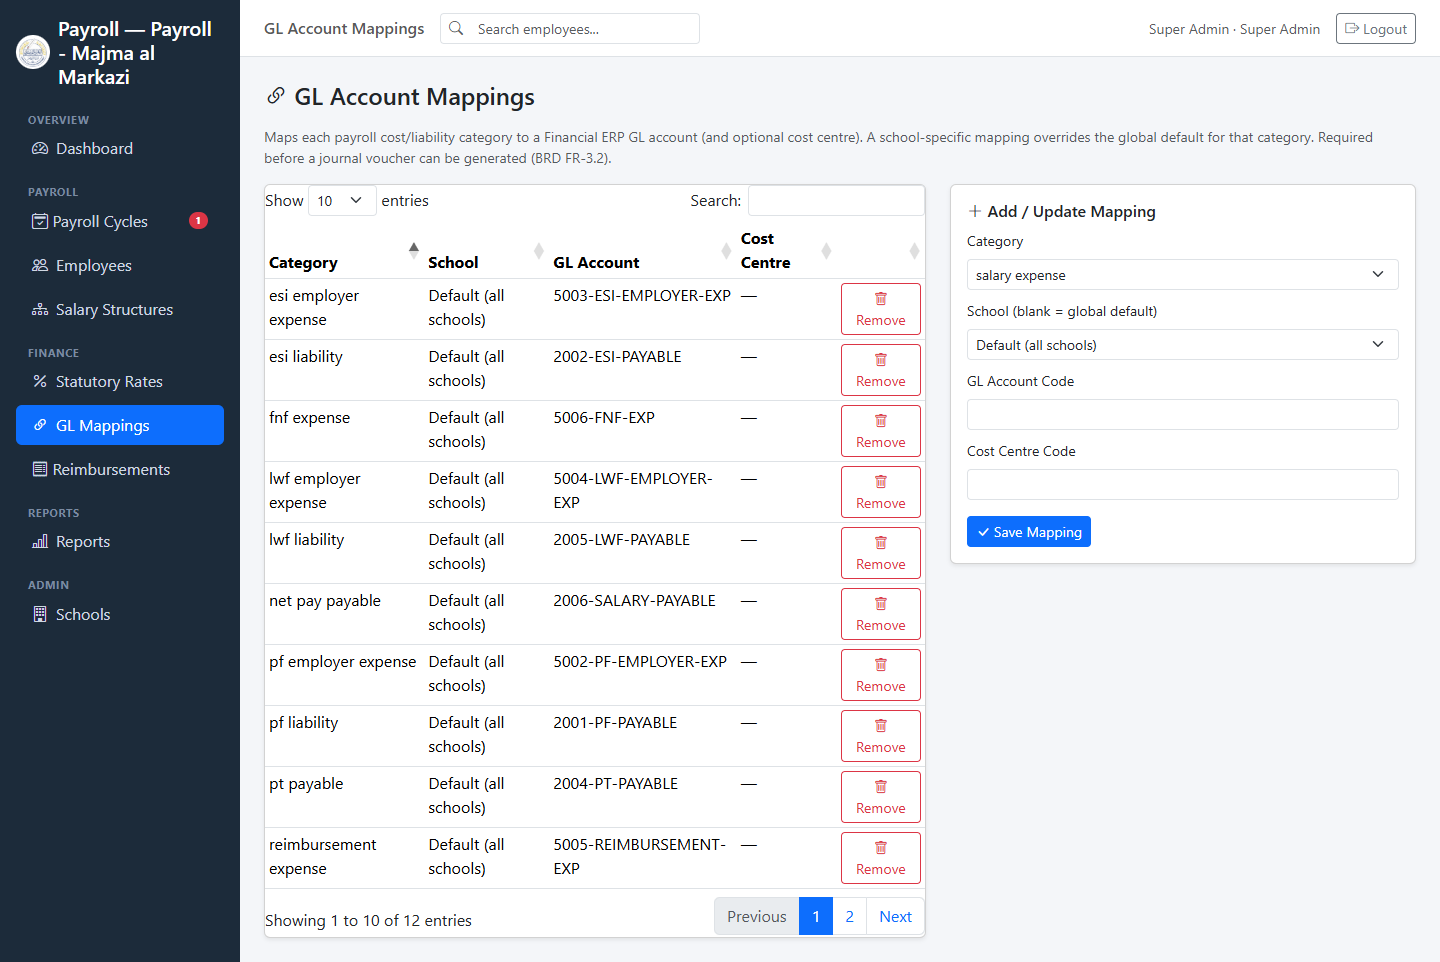 Payroll — Payroll
- Majma al
Markazi
OVERVIEW
Dashboard
PAYROLL
Payroll Cycles 1
Employees
Salary Structures
FINANCE
Statutory Rates
GL Mappings
Reimbursements
REPORTS
Reports
ADMIN
Schools
GL Account Mappings
Search employees...
Super Admin · Super Admin
Logout
GL Account Mappings
Maps each payroll cost/liability category to a Financial ERP GL account (and optional cost centre). A school-specific mapping overrides the global default for that category. Required
before a journal voucher can be generated (BRD FR-3.2).
Show 10 entries
Search:
Category School GL Account Cost
Centre
esi employer
expense
Default (all
schools)
5003-ESI-EMPLOYER-EXP
—
Remove
esi liability
Default (all
schools)
2002-ESI-PAYABLE
—
Remove
fnf expense
Default (all
schools)
5006-FNF-EXP
—
Remove
lwf employer
expense
Default (all
schools)
5004-LWF-EMPLOYER-
EXP
—
Remove
lwf liability
Default (all
schools)
2005-LWF-PAYABLE
—
Remove
net pay payable
Default (all
schools)
2006-SALARY-PAYABLE
—
Remove
pf employer expense
Default (all
schools)
5002-PF-EMPLOYER-EXP
—
Remove
pf liability
Default (all
schools)
2001-PF-PAYABLE
—
Remove
pt payable
Default (all
schools)
2004-PT-PAYABLE
—
Remove
reimbursement
expense
Default (all
schools)
5005-REIMBURSEMENT-
EXP
—
Remove
Showing 1 to 10 of 12 entries
Previous 1 2 Next
Add / Update Mapping
Category
salary expense
School (blank = global default)
Default (all schools)
GL Account Code
Cost Centre Code
Save Mapping